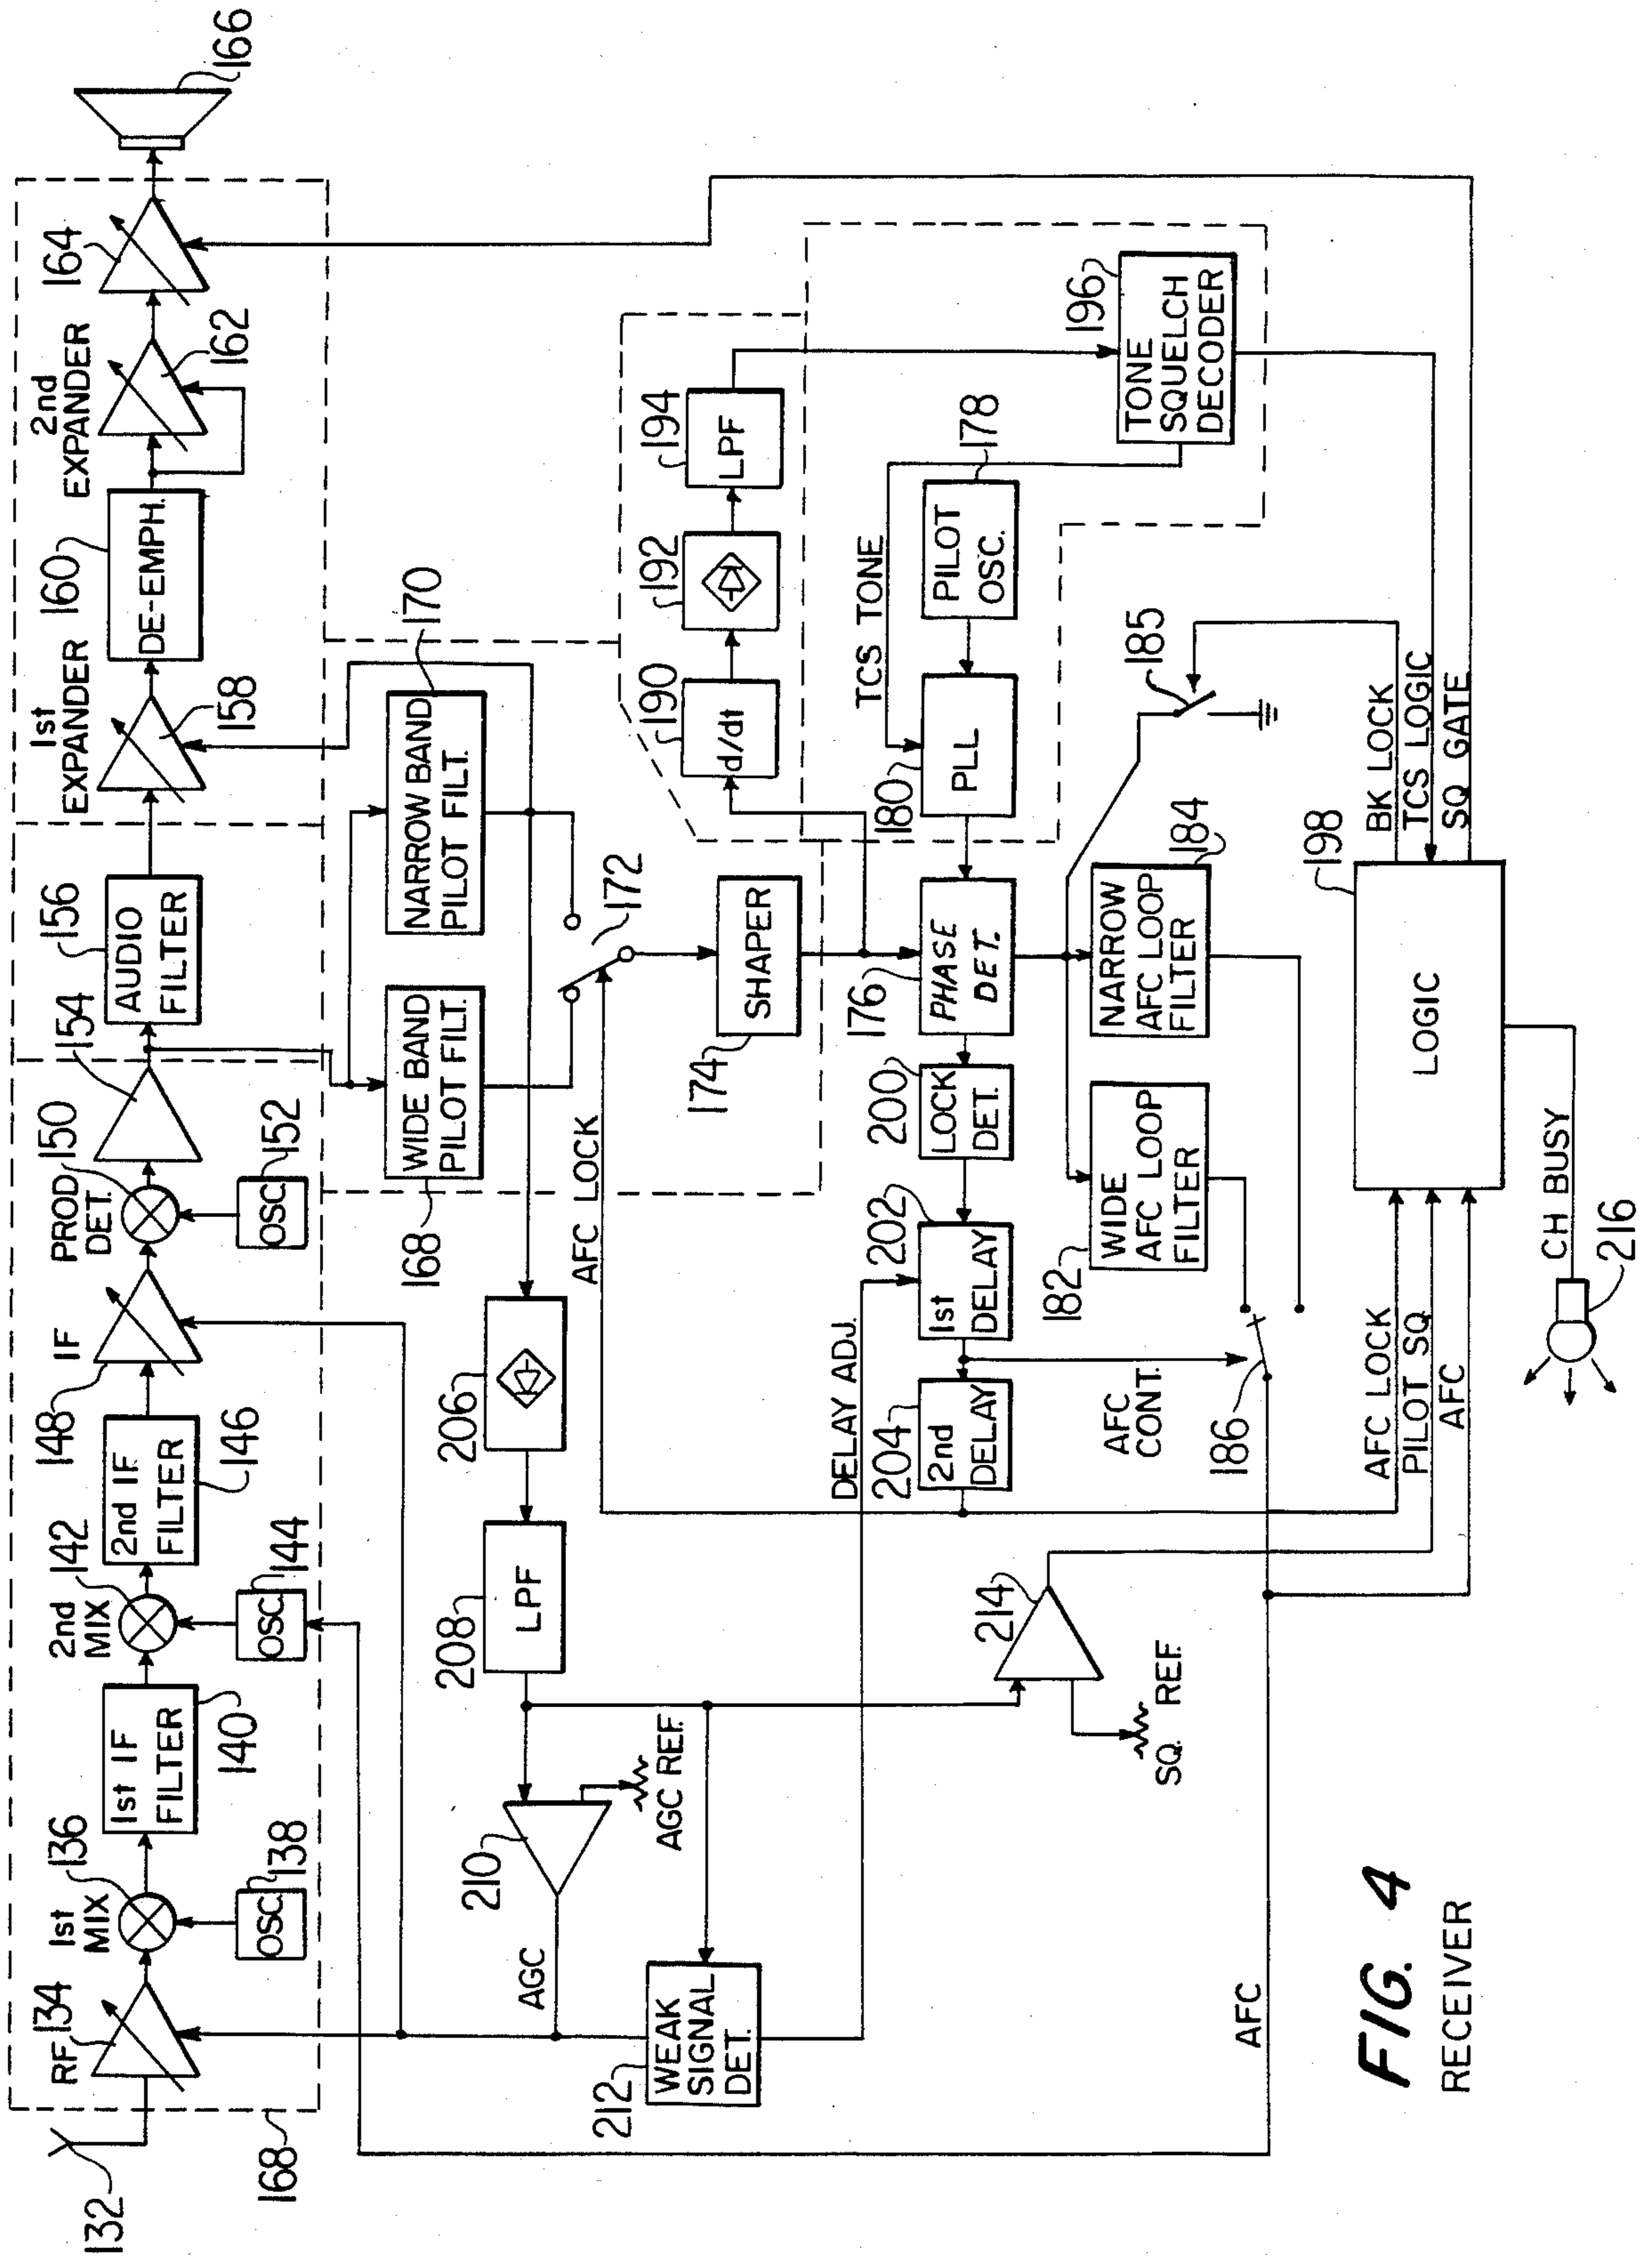 132
RF
134
1st
MIX
136
OSC.
138
1st IF
FILTER
140
2nd
MIX
142
OSC.
144
2nd IF
FILTER
146
IF
148
PROD
DET.
150
OSC.
152
154
AUDIO
FILTER
156
1st
EXPANDER
158
DE-EMPH.
160
2nd
EXPANDER
162
164
166
168
WIDE BAND
PILOT FILT.
168
NARROW BAND
PILOT FILT.
170
172
AFC LOCK
SHAPER
174
d/dt
190
192
LPF
194
TONE
SQUELCH
DECODER
196
TCS TONE
PILOT
OSC.
178
PLL
180
PHASE
DET.
176
LOCK
DET.
200
1st
DELAY
202
2nd
DELAY
204
DELAY ADJ.
206
LPF
208
210
AGC REF.
AGC
WEAK
SIGNAL
DET.
212
214
SQ. REF.
WIDE
AFC LOOP
FILTER
182
NARROW
AFC LOOP
FILTER
184
185
AFC
CONT.
186
AFC LOCK
PILOT SQ.
AFC
AFC
LOGIC
198
BK LOCK
TCS LOGIC
SQ GATE
CH BUSY
216
FIG. 4
RECEIVER